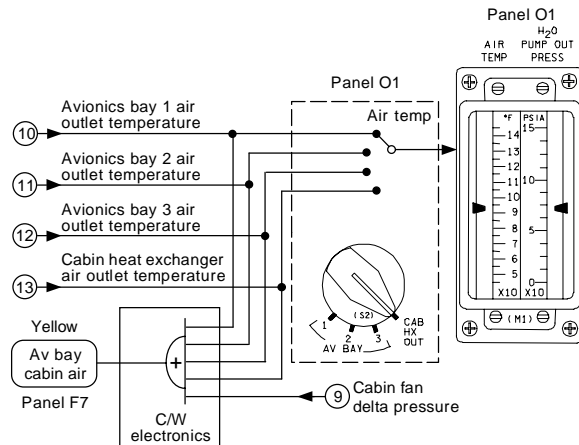 Panel O1
H2O
AIR PUMP OUT
TEMP PRESS
Panel O1
Air temp
10 Avionics bay 1 air
outlet temperature
11 Avionics bay 2 air
outlet temperature
12 Avionics bay 3 air
outlet temperature
13 Cabin heat exchanger
air outlet temperature
°F PSIA
15
14
13
12
11
10
9
8
7
6
5
X10
10
5
0
X10
(M1)
(S2)
1 2 3
AV BAY
CAB
HX
OUT
Yellow
Av bay
cabin air
Panel F7
+
C/W
electronics
9 Cabin fan
delta pressure